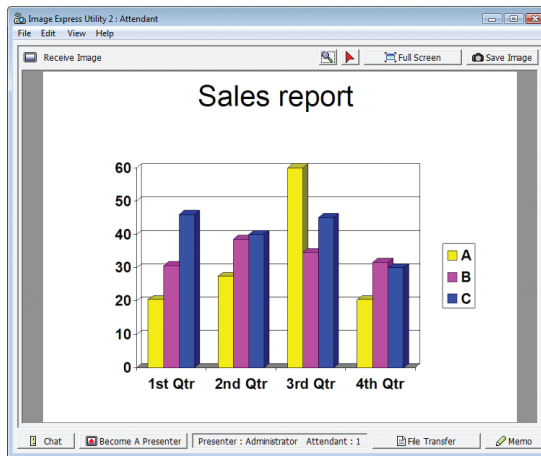 Image Express Utility 2 : Attendant
File Edit View Help
Receive Image Full Screen Save Image
Sales report
60
50
40
30
20
10
0
A
B
C
1st Qtr 2nd Qtr 3rd Qtr 4th Qtr
Chat Become A Presenter Presenter : Administrator Attendant : 1 File Transfer Memo